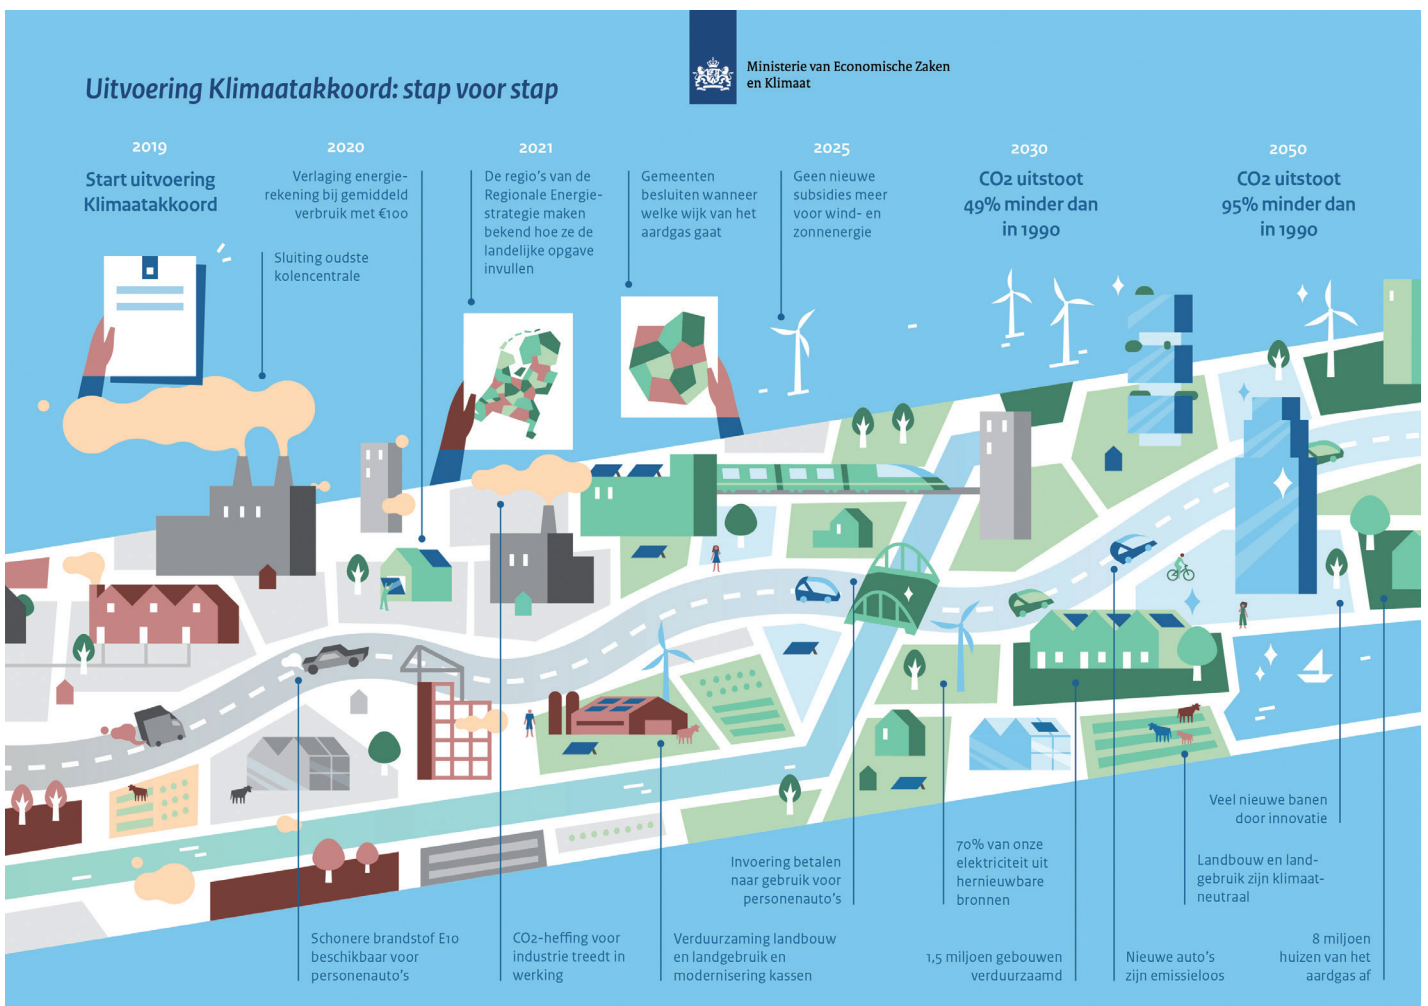 Ministerie van Economische Zaken
en Klimaat
Uitvoering Klimaatakkoord: stap voor stap
2019
Start uitvoering
Klimaatakkoord
2020
Verlaging energie-
rekening bij gemiddeld
verbruik met €100
Sluiting oudste
kolencentrale
2021
De regio's van de
Regionale Energie-
strategie maken
bekend hoe ze de
landelijke opgave
invullen
Gemeenten
besluiten wanneer
welke wijk van het
aardgas gaat
2025
Geen nieuwe
subsidies meer
voor wind- en
zonnenergie
2030
CO2 uitstoot
49% minder dan
in 1990
2050
CO2 uitstoot
95% minder dan
in 1990
Schonere brandstof E10
beschikbaar voor
personenauto's
CO2-heffing voor
industrie treedt in
werking
Verduurzaming landbouw
en landgebruik en
modernisering kassen
Invoering betalen
naar gebruik voor
personenauto's
70% van onze
elektriciteit uit
hernieuwbare
bronnen
1,5 miljoen gebouwen
verduurzaamd
Nieuwe auto's
zijn emissieloos
Landbouw en land-
gebruik zijn klimaat-
neutraal
Veel nieuwe banen
door innovatie
8 miljoen
huizen van het
aardgas af